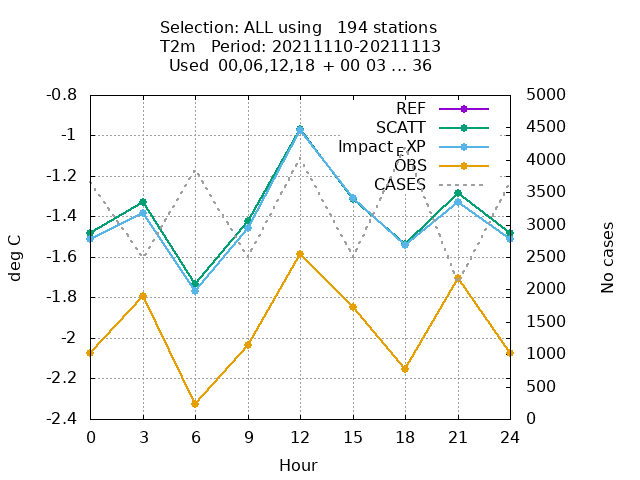 Selection: ALL using   194 stations
T2m   Period: 20211110-20211113
Used  00,06,12,18  + 00 03 ... 36
-0.8
-1
-1.2
-1.4
-1.6
-1.8
-2
-2.2
-2.4
deg C
REF
SCATT
Impact_EXP
OBS
CASES
5000
4500
4000
3500
3000
2500
2000
1500
1000
500
0
No cases
0 3 6 9 12 15 18 21 24
Hour